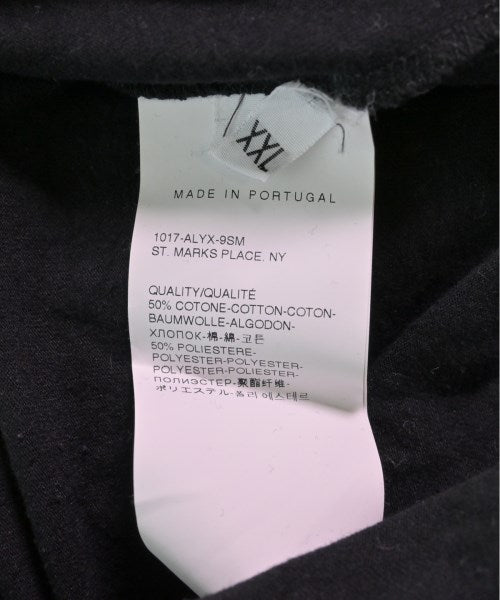 XXL
MADE IN PORTUGAL
1017-ALYX-9SM
ST. MARKS PLACE. NY
QUALITY/QUALITÉ
50% COTONE-COTTON-COTON-
BAUMWOLLE-ALGODON-
ХЛОПОК-棉-綿-코튼
50% POLIESTERE-
POLYESTER-POLYESTER-
POLYESTER-POLIESTER-
ПОЛИЭСТЕР-聚酯纤维-
ポリエステル-폴리 에스테르